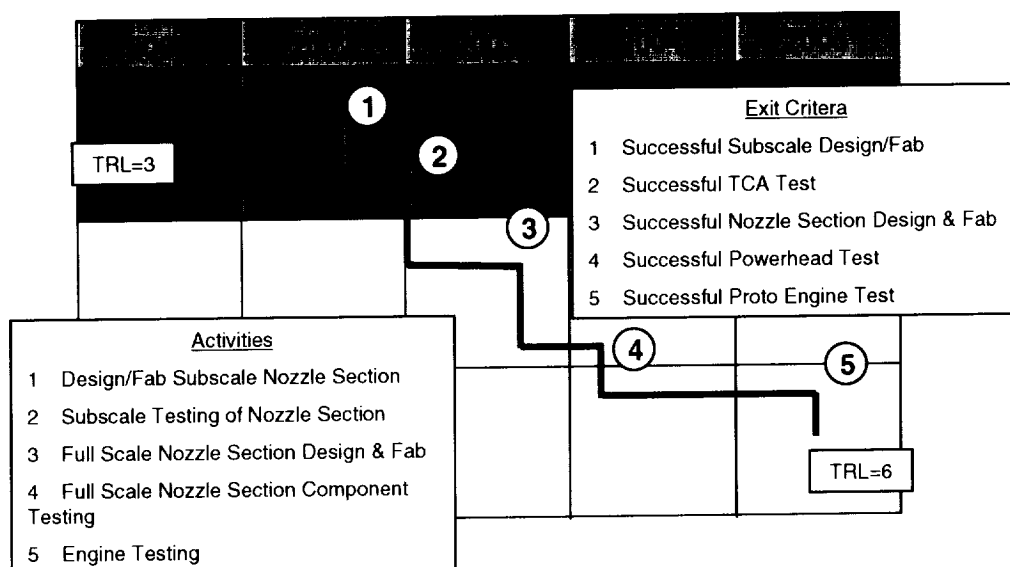 1
2
TRL=3
3
4
5
TRL=6
Exit Critera
1 Successful Subscale Design/Fab
2 Successful TCA Test
3 Successful Nozzle Section Design & Fab
4 Successful Powerhead Test
5 Successful Proto Engine Test
Activities
1 Design/Fab Subscale Nozzle Section
2 Subscale Testing of Nozzle Section
3 Full Scale Nozzle Section Design & Fab
4 Full Scale Nozzle Section Component
Testing
5 Engine Testing